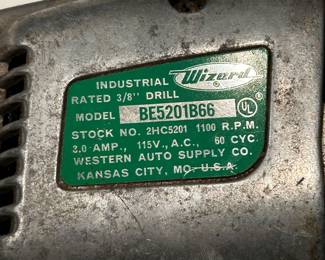 INDUSTRIAL Wizard
RATED 3/8" DRILL
MODEL BE5201B66 UL
STOCK NO. 2HC5201 1100 R.P.M.
3.0 AMP., 115V., A.C., 60 CYC.
WESTERN AUTO SUPPLY CO.
KANSAS CITY, MO. U.S.A.